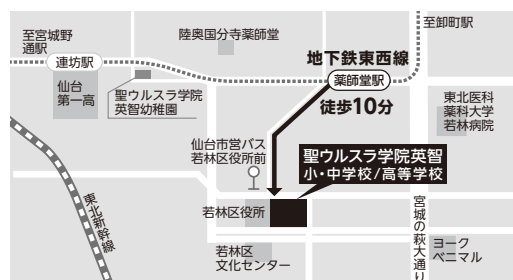 陸奥国分寺薬師堂
至卸町駅
至宮城野
通駅
連坊駅
地下鉄東西線
薬師堂駅
徒歩10分
仙台
第一高
聖ウルスラ学院
英智幼稚園
東北医科
薬科大学
若林病院
仙台市営バス
若林区役所前
聖ウルスラ学院英智
小・中学校/高等学校
東北新幹線
若林区役所
宮城の萩大通り
若林区
文化センター
ヨーク
ベニマル